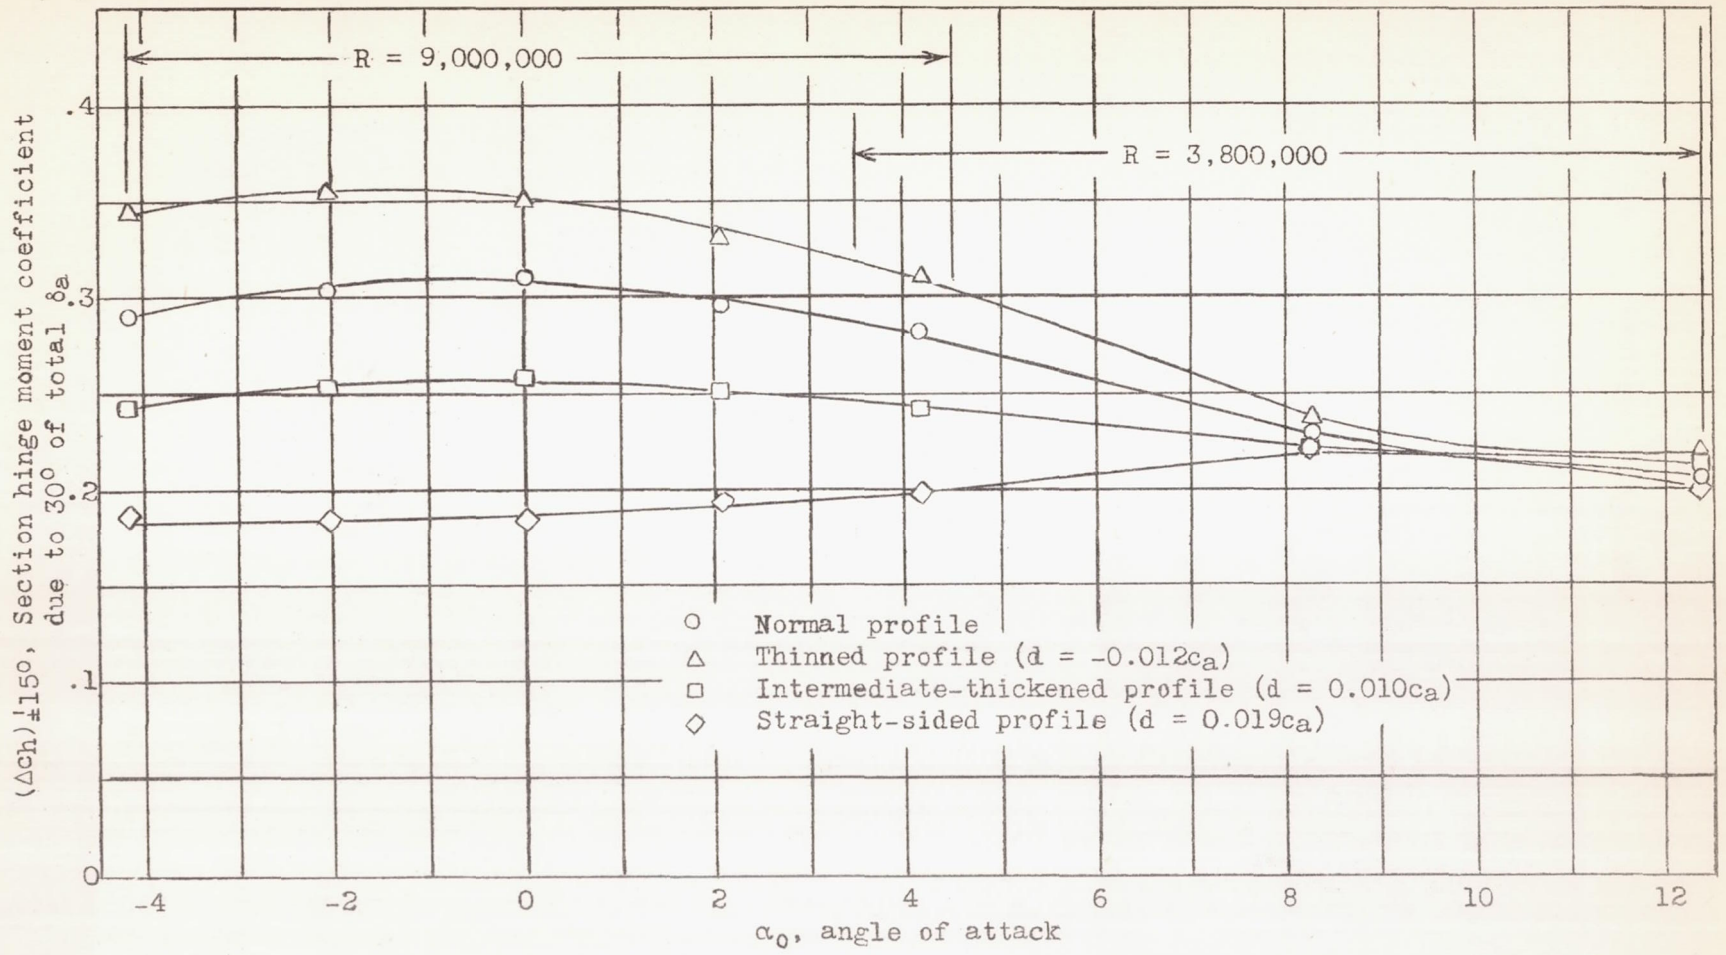 R = 9,000,000
R = 3,800,000
(Δch)±15°, Section hinge moment coefficient
due to 30° of total δa
.4
.3
.2
.1
0
○ Normal profile
△ Thinned profile (d = -0.012ca)
□ Intermediate-thickened profile (d = 0.010ca)
◇ Straight-sided profile (d = 0.019ca)
-4 -2 0 2 4 6 8 10 12
α0, angle of attack